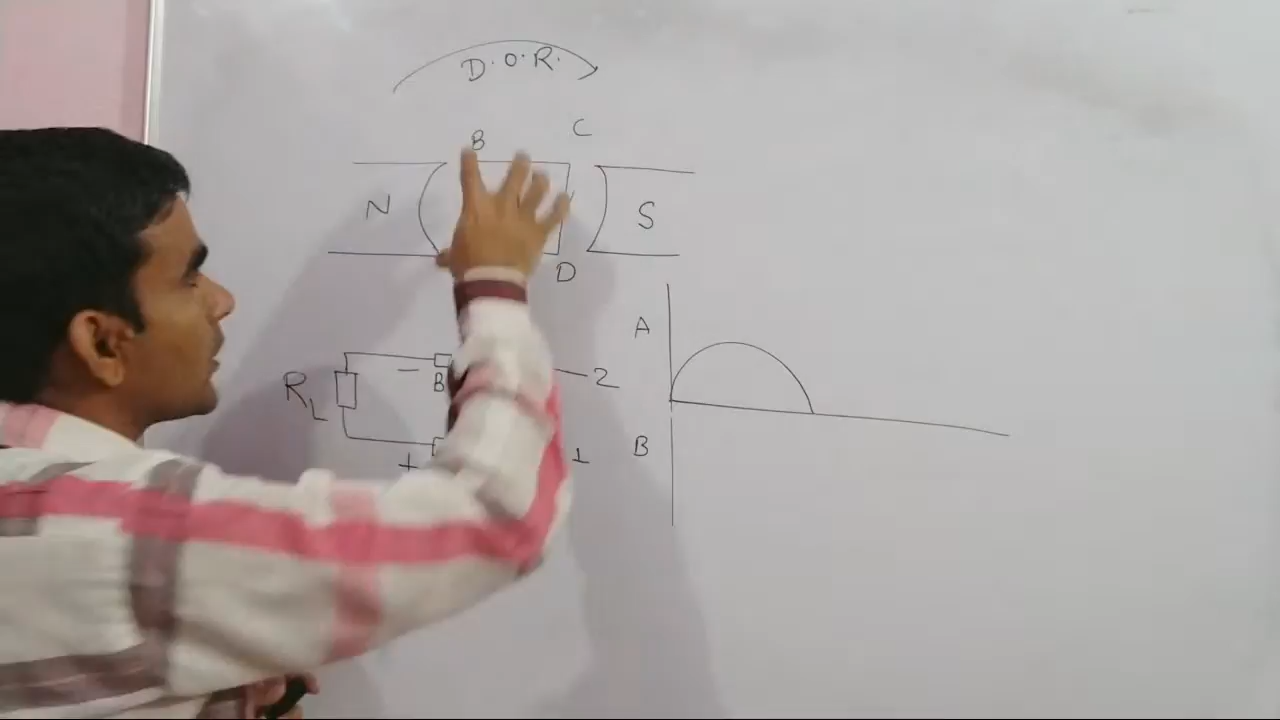 D.O.R.
B C
N S
D
A
R_L – B 2
+ 1 B